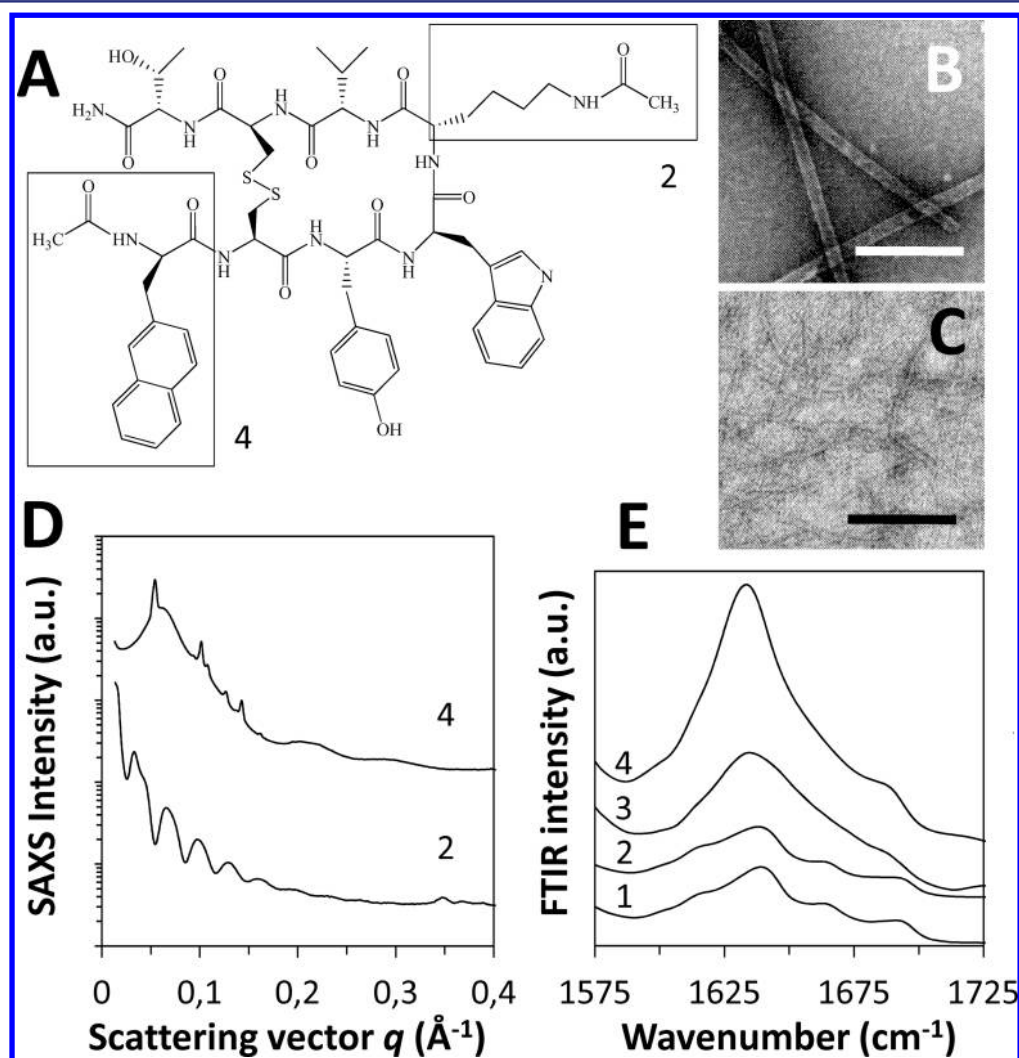 A
HO
O
H
N
O
NH
CH₃
H₂N
N
H
O
O
N
H
HN
2
S
S
O
O
H₃C
HN
O
N
H
H
N
O
O
N
H
N
OH
4
B
C
D
SAXS Intensity (a.u.)
4
2
0 0,1 0,2 0,3 0,4
Scattering vector q (Å⁻¹)
E
FTIR intensity (a.u.)
4
3
2
1
1575 1625 1675 1725
Wavenumber (cm⁻¹)